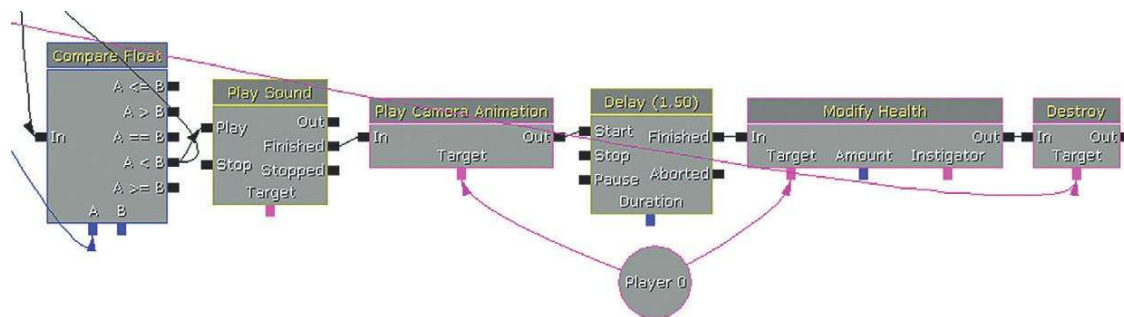 Compare Float
A <= B
A > B
In
A == B
A < B
A >= B
A B
Play Sound
Out
Play
Finished
Stop
Stopped
Target
Play Camera Animation
In Out
Target
Delay (1.50)
Start Finished
Stop
Pause Aborted
Duration
Modify Health
In Out
Target Amount Instigator
Destroy
In Out
Target
Player 0